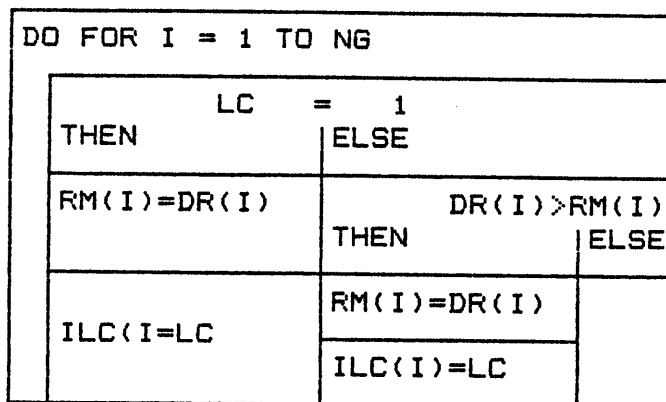 DO FOR I = 1 TO NG
LC = 1
THEN ELSE
RM(I)=DR(I) DR(I)>RM(I)
THEN ELSE
RM(I)=DR(I)
ILC(I=LC
ILC(I)=LC